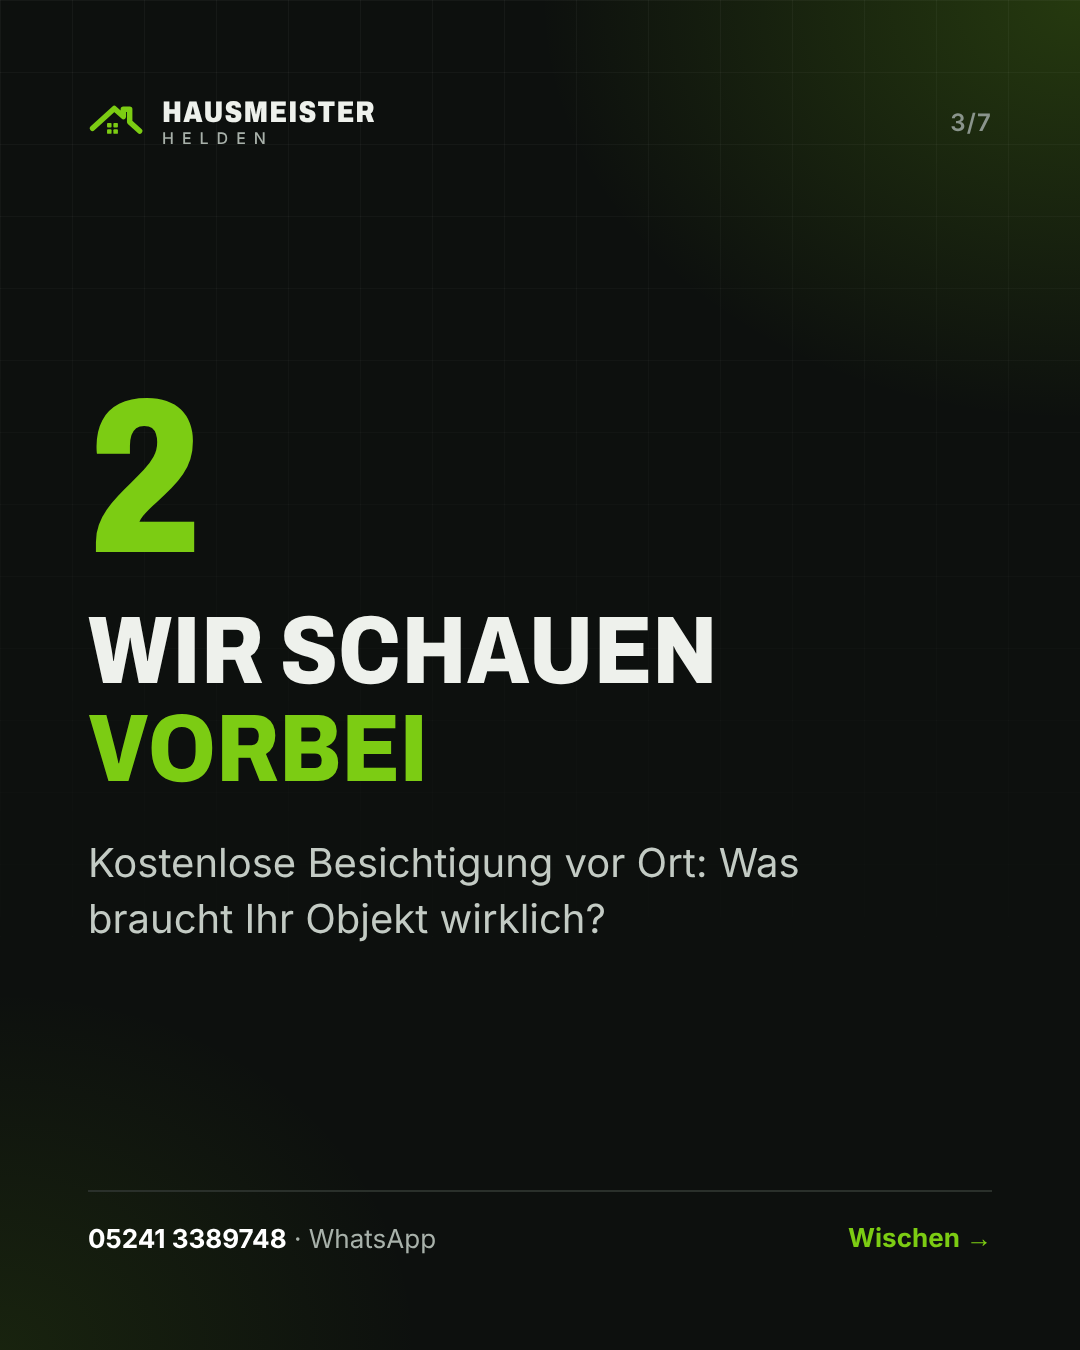 HAUSMEISTER
HELDEN
3/7
2
WIR SCHAUEN
VORBEI
Kostenlose Besichtigung vor Ort: Was
braucht Ihr Objekt wirklich?
05241 3389748 · WhatsApp
Wischen →